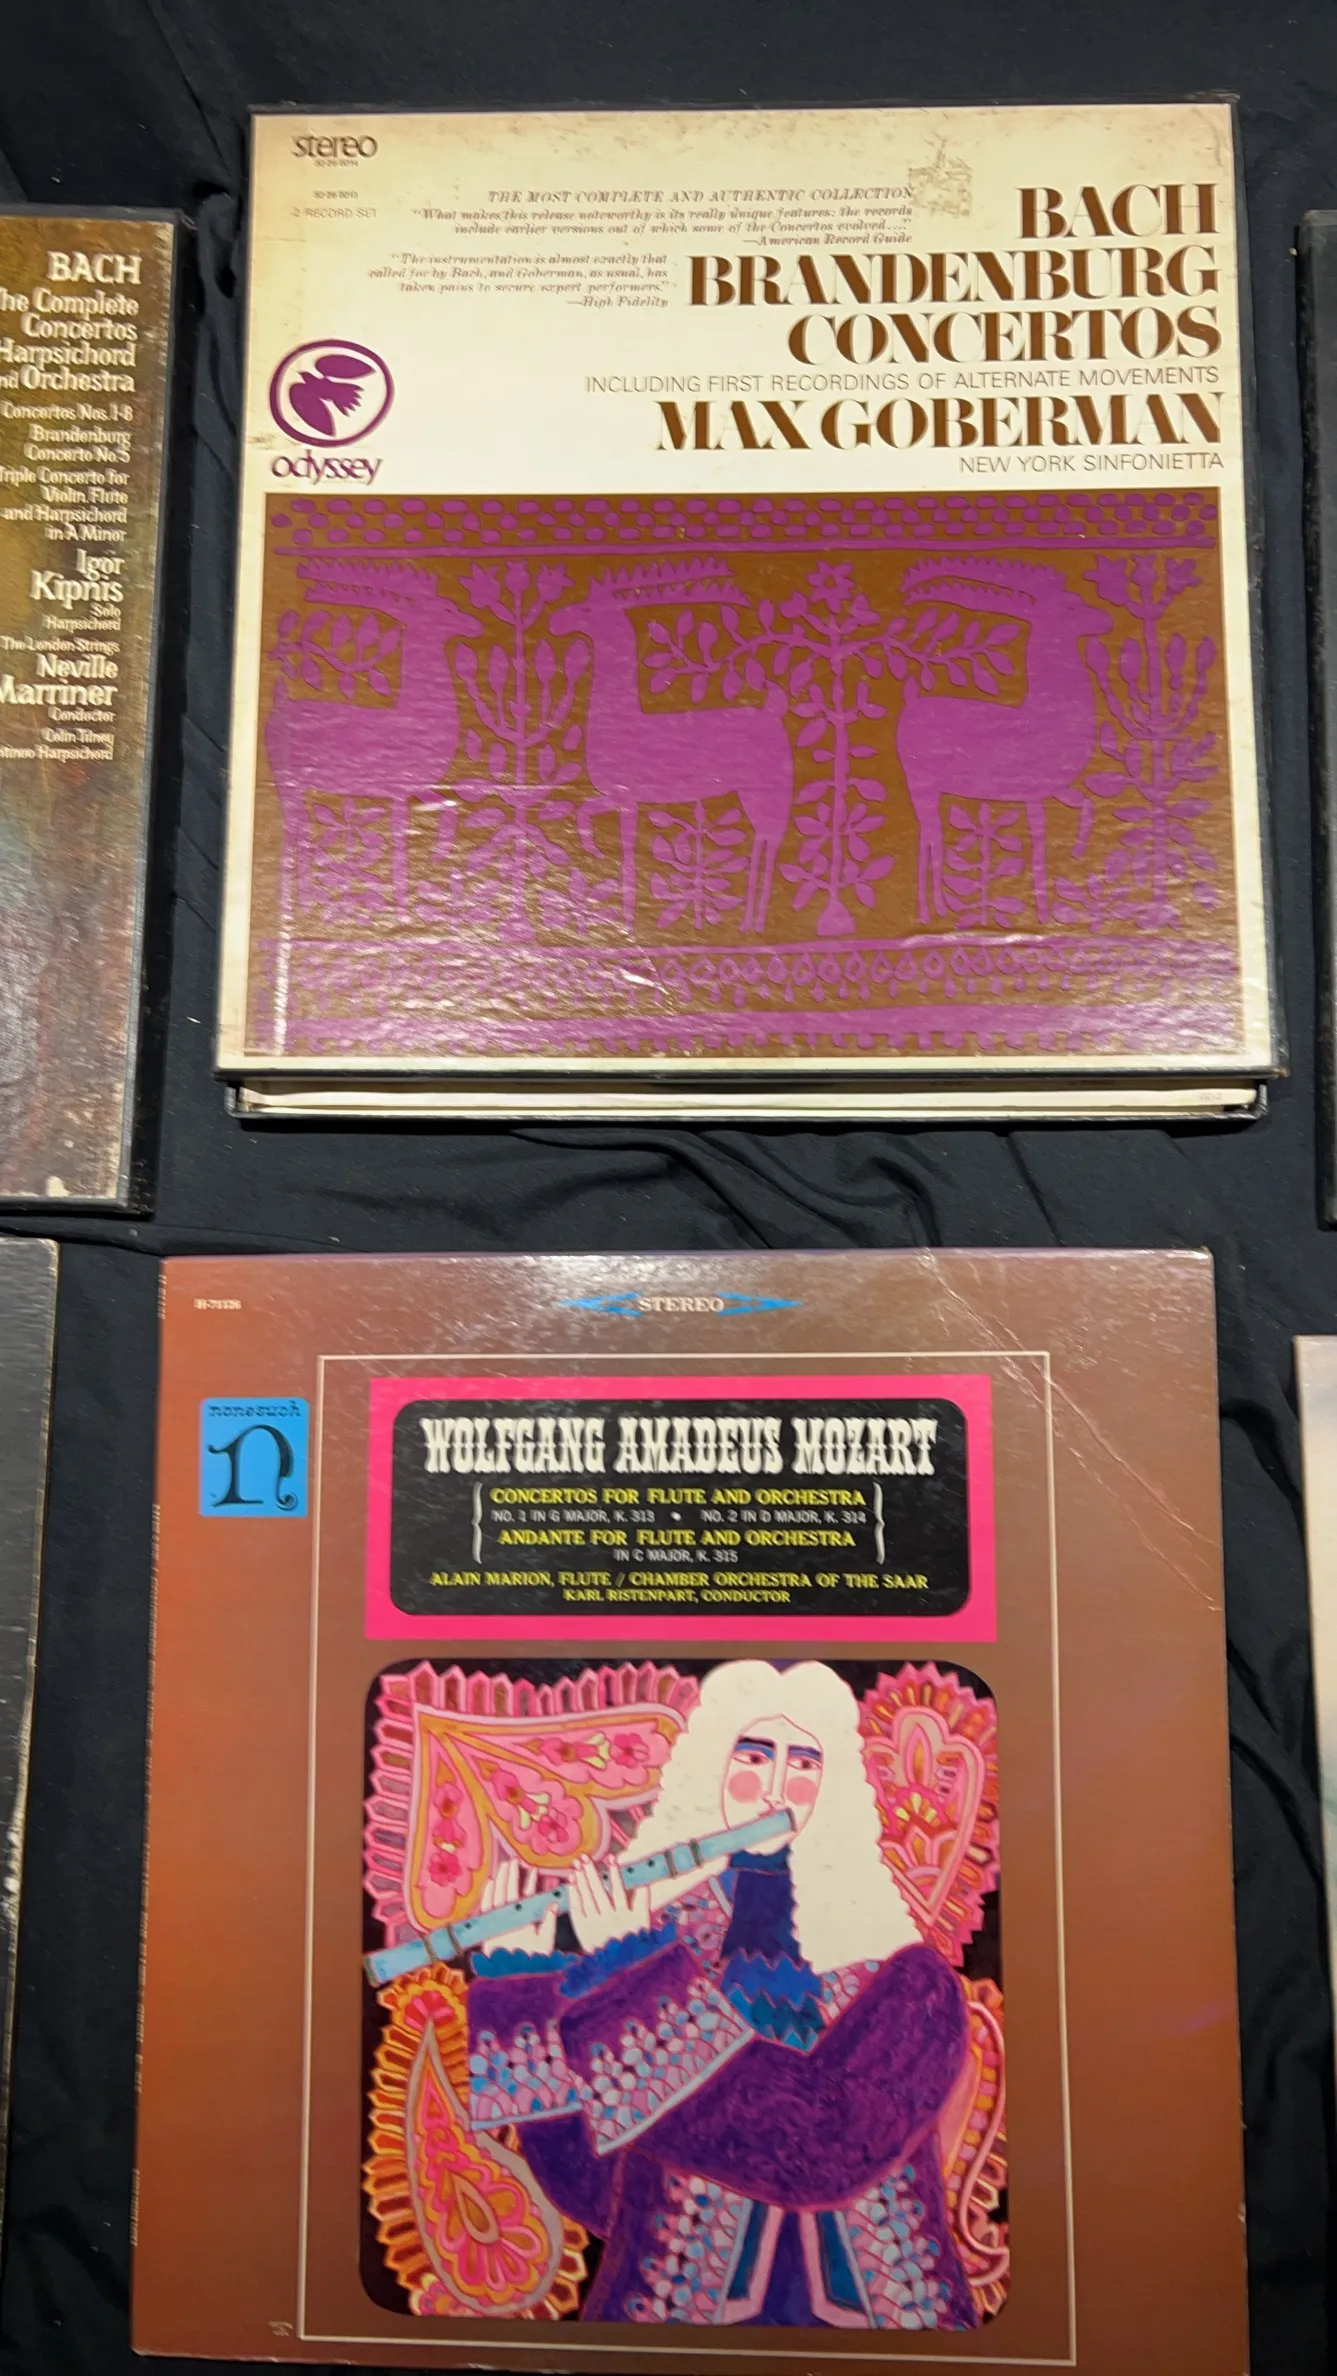 BACH
The Complete
Concertos
Harpsichord
and Orchestra
Concertos Nos. 1-8
Brandenburg
Concerto No. 5
Triple Concerto for
Violin, Flute
and Harpsichord
in A Minor
Igor
Kipnis
Solo
Harpsichord
The London Strings
Neville
Marriner
Conductor
Colin Tilney
Harpsichord
stereo
2 RECORD SET
THE MOST COMPLETE AND AUTHENTIC COLLECTION
"What makes this release noteworthy is its really unique features: the records
include earlier versions out of which some of the Concertos evolved...."
—American Record Guide
"The instrumentation is almost exactly that
called for by Bach, and Goberman, as usual, has
taken pains to secure expert performers."
—High Fidelity
BACH
BRANDENBURG
CONCERTOS
INCLUDING FIRST RECORDINGS OF ALTERNATE MOVEMENTS
MAX GOBERMAN
NEW YORK SINFONIETTA
odyssey
H-71126
STEREO
nonesuch
n
WOLFGANG AMADEUS MOZART
CONCERTOS FOR FLUTE AND ORCHESTRA
NO. 1 IN G MAJOR, K. 313 • NO. 2 IN D MAJOR, K. 314
ANDANTE FOR FLUTE AND ORCHESTRA
IN C MAJOR, K. 315
ALAIN MARION, FLUTE / CHAMBER ORCHESTRA OF THE SAAR
KARL RISTENPART, CONDUCTOR